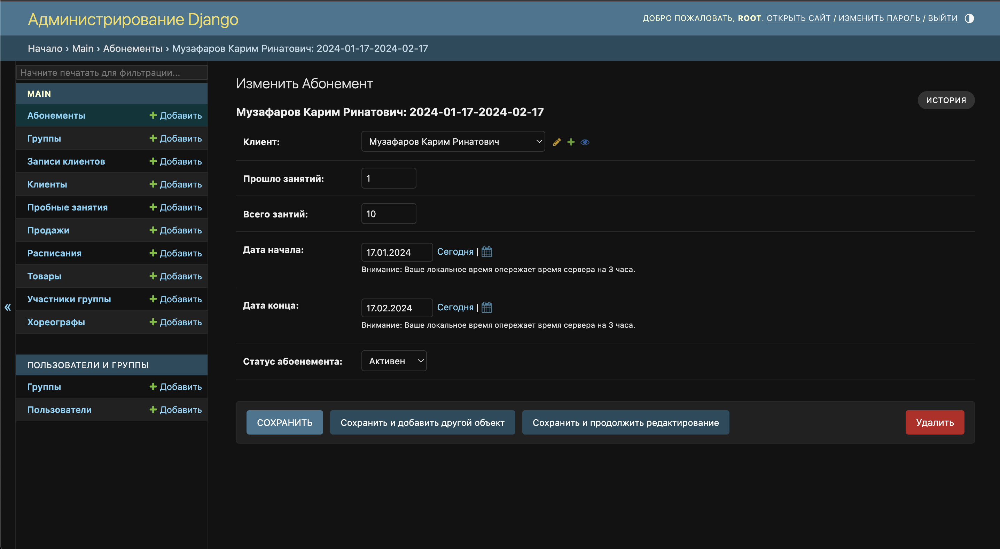 Администрирование Django
ДОБРО ПОЖАЛОВАТЬ, ROOT. ОТКРЫТЬ САЙТ / ИЗМЕНИТЬ ПАРОЛЬ / ВЫЙТИ
Начало › Main › Абонементы › Музафаров Карим Ринатович: 2024-01-17-2024-02-17
Начните печатать для фильтрации...
MAIN
Абонементы Добавить
Группы Добавить
Записи клиентов Добавить
Клиенты Добавить
Пробные занятия Добавить
Продажи Добавить
Расписания Добавить
Товары Добавить
Участники группы Добавить
Хореографы Добавить
ПОЛЬЗОВАТЕЛИ И ГРУППЫ
Группы Добавить
Пользователи Добавить
«
Изменить Абонемент
ИСТОРИЯ
Музафаров Карим Ринатович: 2024-01-17-2024-02-17
Клиент: Музафаров Карим Ринатович
Прошло занятий: 1
Всего зантий: 10
Дата начала: 17.01.2024 Сегодня |
Внимание: Ваше локальное время опережает время сервера на 3 часа.
Дата конца: 17.02.2024 Сегодня |
Внимание: Ваше локальное время опережает время сервера на 3 часа.
Статус абоенемента: Активен
СОХРАНИТЬ Сохранить и добавить другой объект Сохранить и продолжить редактирование Удалить